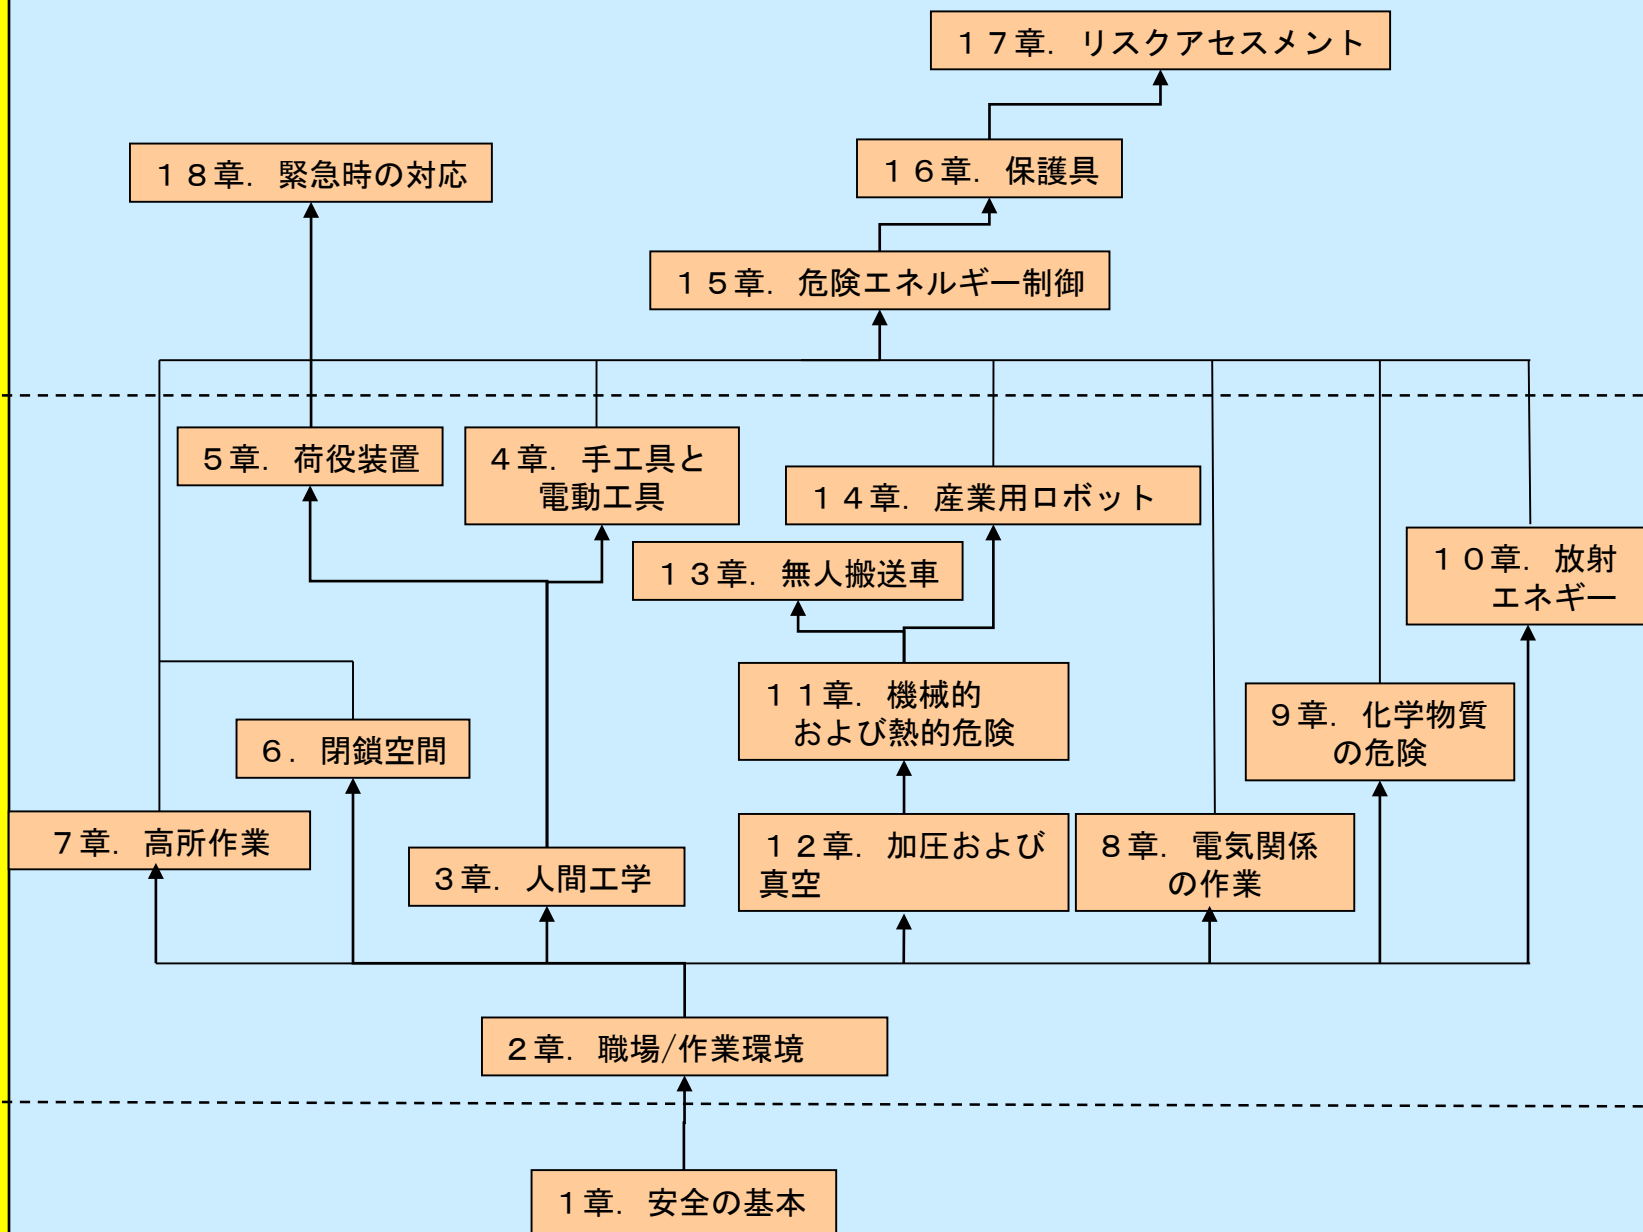 １７章．リスクアセスメント
１８章．緊急時の対応
１６章．保護具
１５章．危険エネルギー制御
５章．荷役装置
４章．手工具と
電動工具
１４章．産業用ロボット
１３章．無人搬送車
１０章．放射
エネギー
１１章．機械的
および熱的危険
９章．化学物質
の危険
６．閉鎖空間
７章．高所作業
３章．人間工学
１２章．加圧および
真空
８章．電気関係
の作業
２章．職場/作業環境
１章．安全の基本